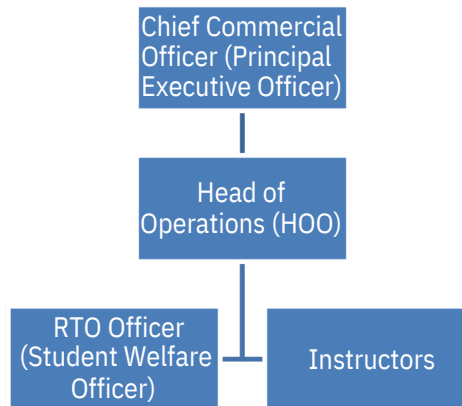 Chief Commercial
Officer (Principal
Executive Officer)
Head of
Operations (HOO)
RTO Officer
(Student Welfare
Officer)
Instructors